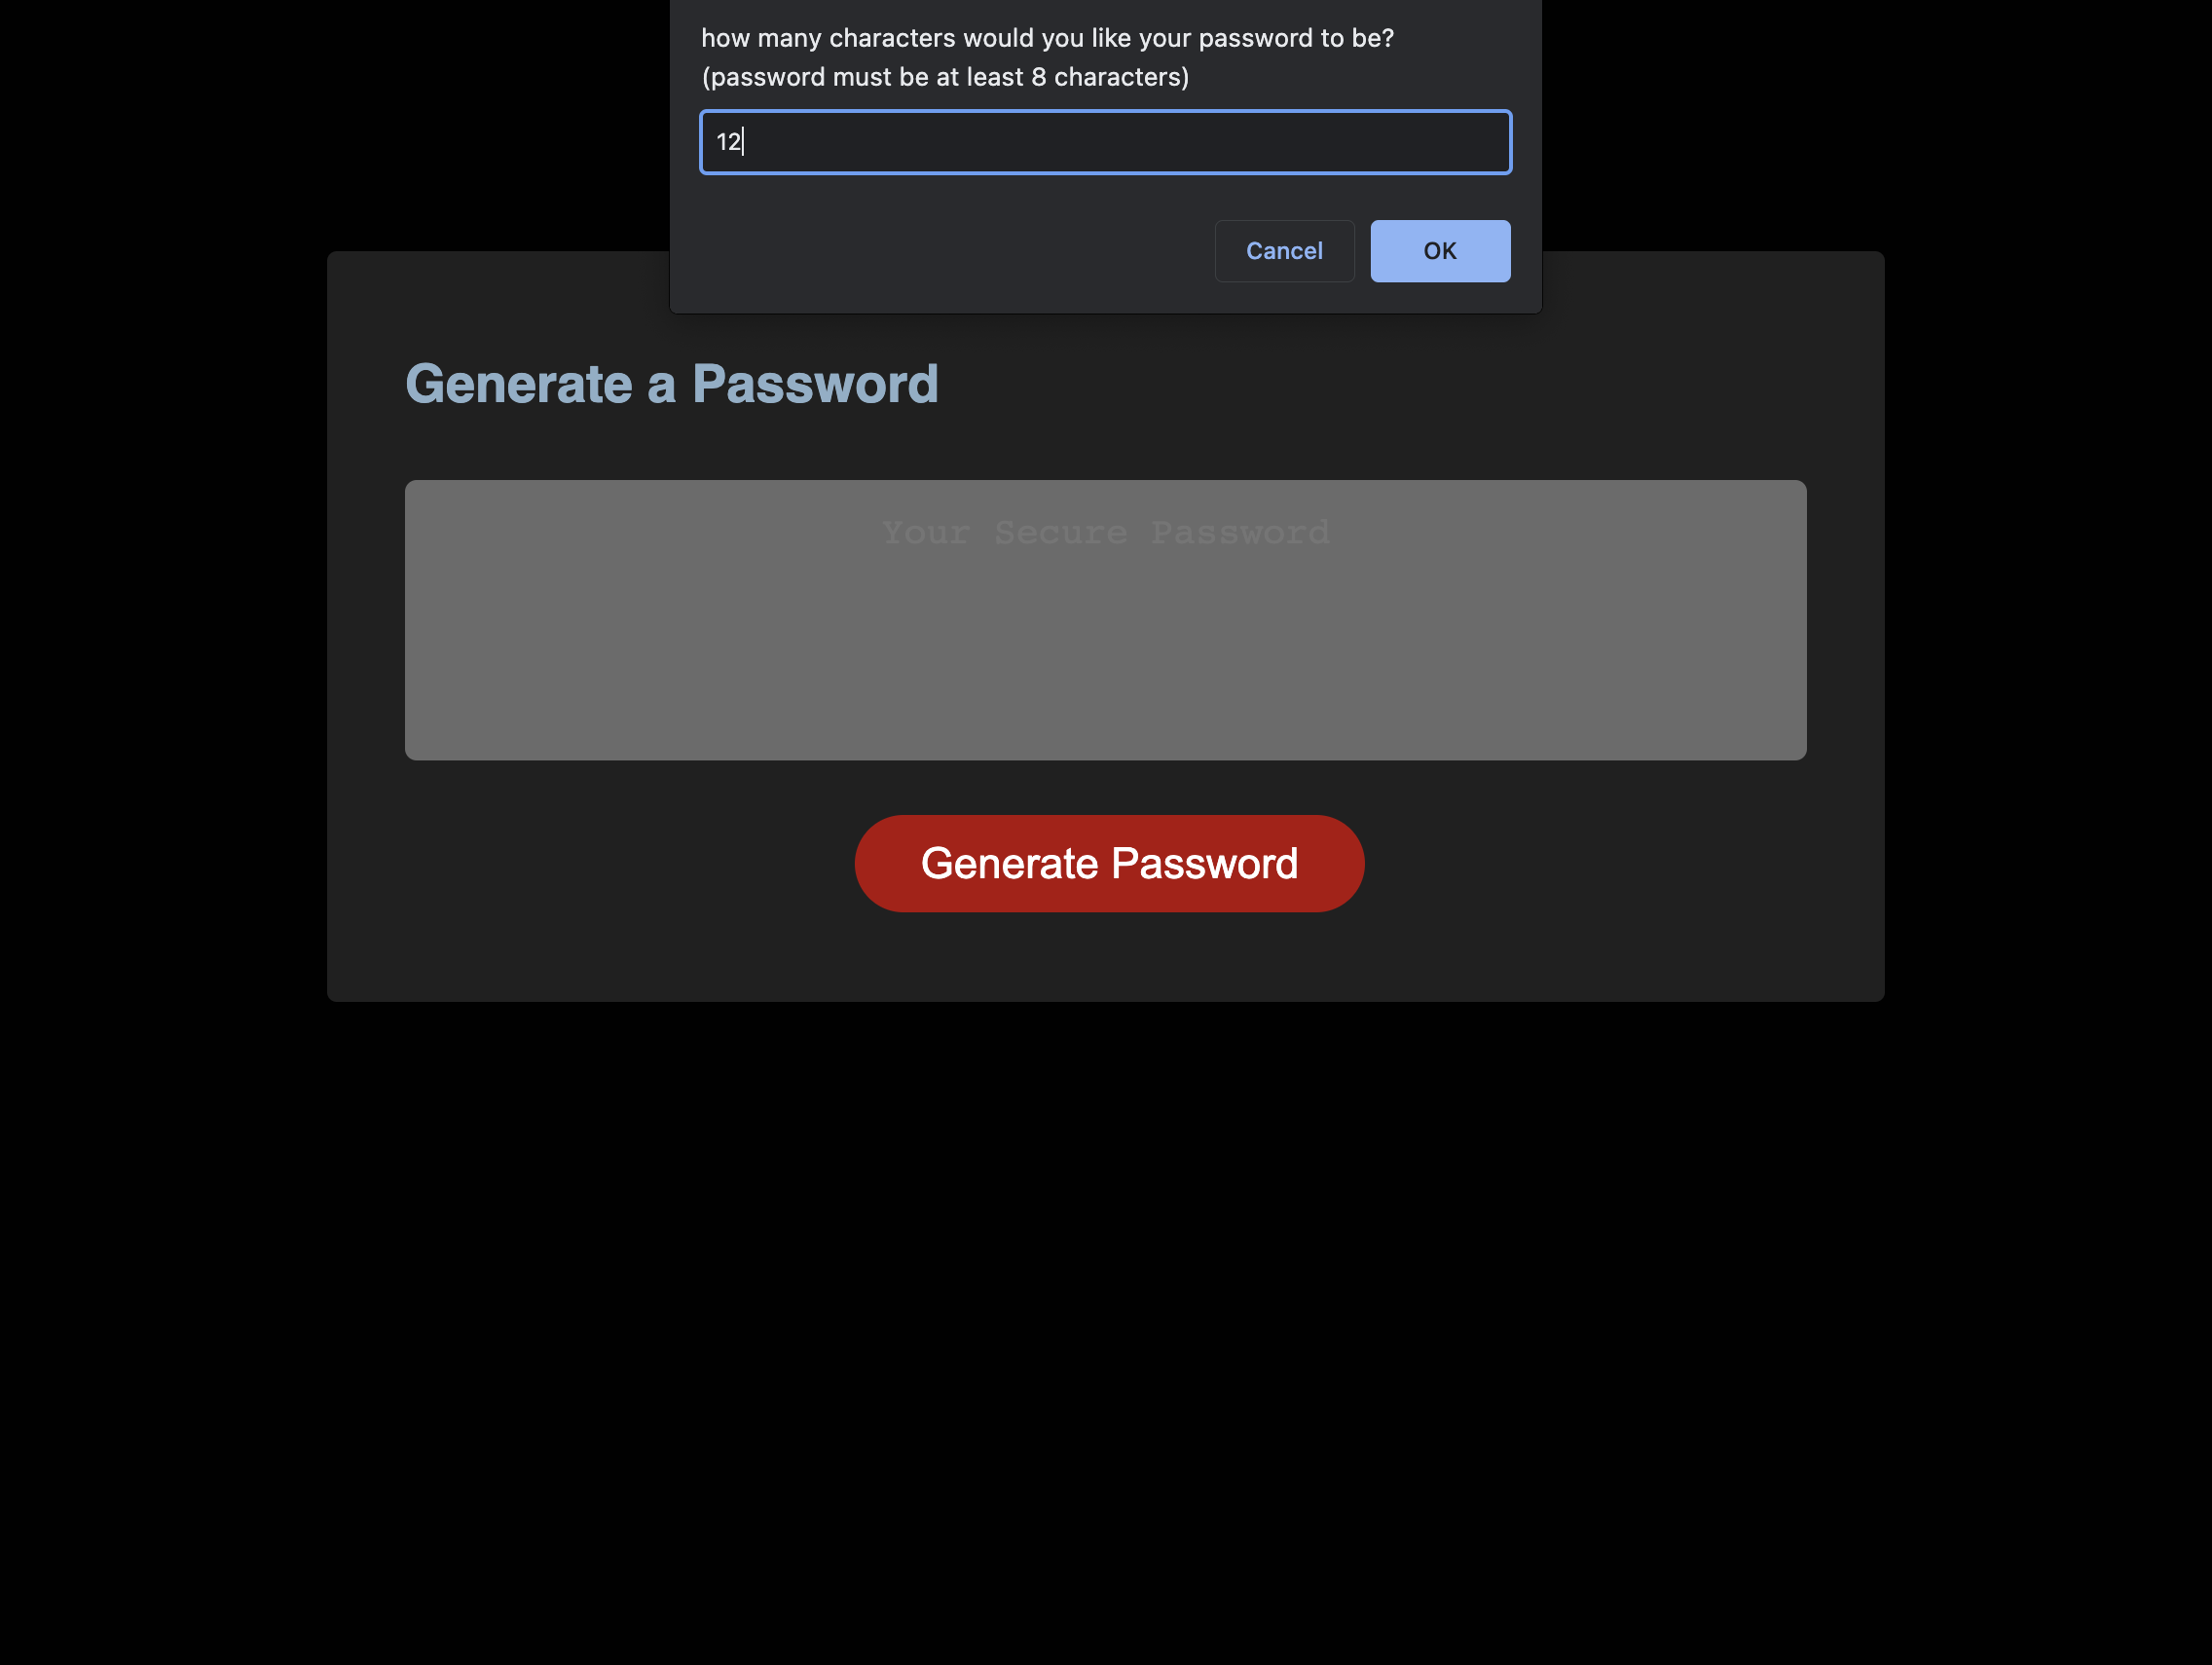 how many characters would you like your password to be?
(password must be at least 8 characters)
12
Cancel
OK
Generate a Password
Your Secure Password
Generate Password